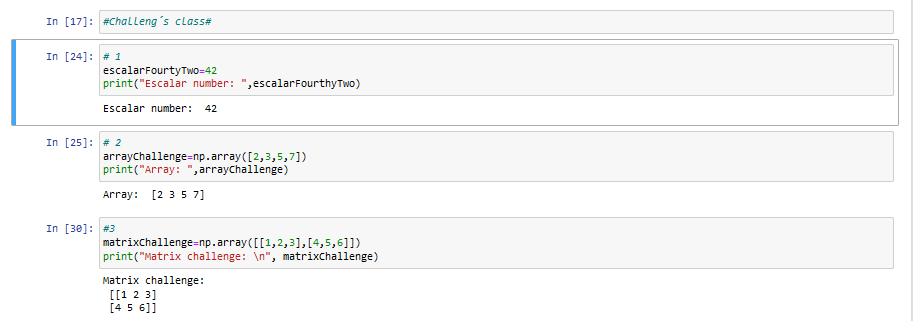 In [17]: #Challeng´s class#
In [24]: # 1
escalarFourtyTwo=42
print("Escalar number: ",escalarFourthyTwo)
Escalar number:  42
In [25]: # 2
arrayChallenge=np.array([2,3,5,7])
print("Array: ",arrayChallenge)
Array:  [2 3 5 7]
In [30]: #3
matrixChallenge=np.array([[1,2,3],[4,5,6]])
print("Matrix challenge: \n", matrixChallenge)
Matrix challenge:
[[1 2 3]
[4 5 6]]